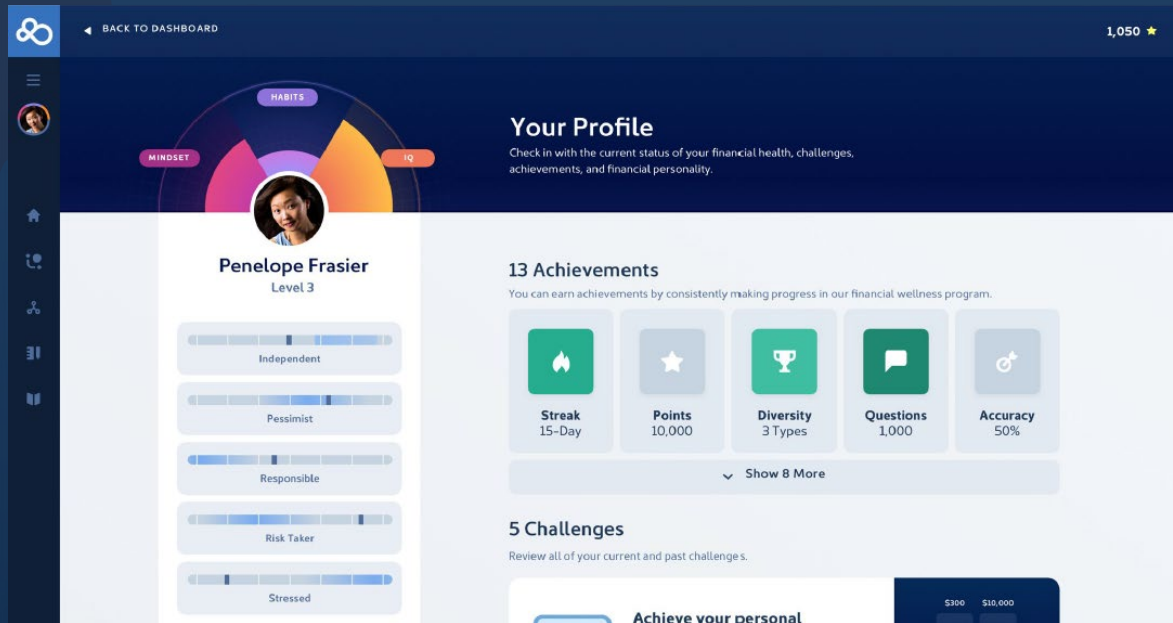 BACK TO DASHBOARD
1,050
HABITS
MINDSET
IQ
Your Profile
Check in with the current status of your financial health, challenges,
achievements, and financial personality.
Penelope Frasier
Level 3
Independent
Pessimist
Responsible
Risk Taker
Stressed
13 Achievements
You can earn achievements by consistently making progress in our financial wellness program.
Streak
15-Day
Points
10,000
Diversity
3 Types
Questions
1,000
Accuracy
50%
Show 8 More
5 Challenges
Review all of your current and past challenges.
Achieve your personal
$300 $10,000